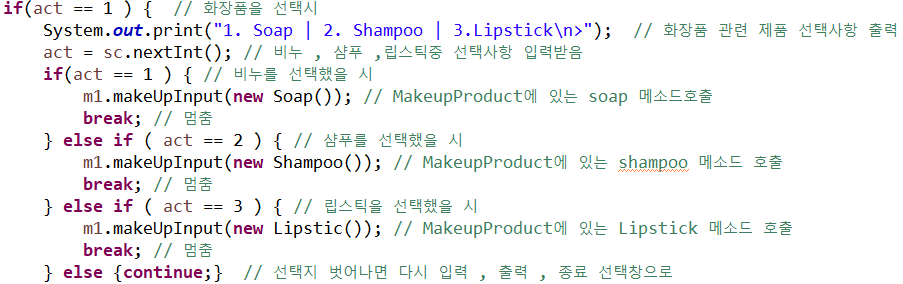 if(act == 1 ) {  // 화장품을 선택시
    System.out.print("1. Soap | 2. Shampoo | 3.Lipstick\n>");  // 화장품 관련 제품 선택사항 출력
    act = sc.nextInt(); // 비누 , 샴푸 ,립스틱중 선택사항 입력받음
    if(act == 1 ) { // 비누를 선택했을 시
        m1.makeUpInput(new Soap()); // MakeupProduct에 있는 soap 메소드호출
        break; // 멈춤
    } else if ( act == 2 ) { // 샴푸를 선택했을 시
        m1.makeUpInput(new Shampoo()); // MakeupProduct에 있는 shampoo 메소드 호출
        break; // 멈춤
    } else if ( act == 3 ) { // 립스틱을 선택했을 시
        m1.makeUpInput(new Lipstic()); // MakeupProduct에 있는 Lipstick 메소드 호출
        break; // 멈춤
    } else {continue;}  // 선택지 벗어나면 다시 입력 , 출력 , 종료 선택창으로